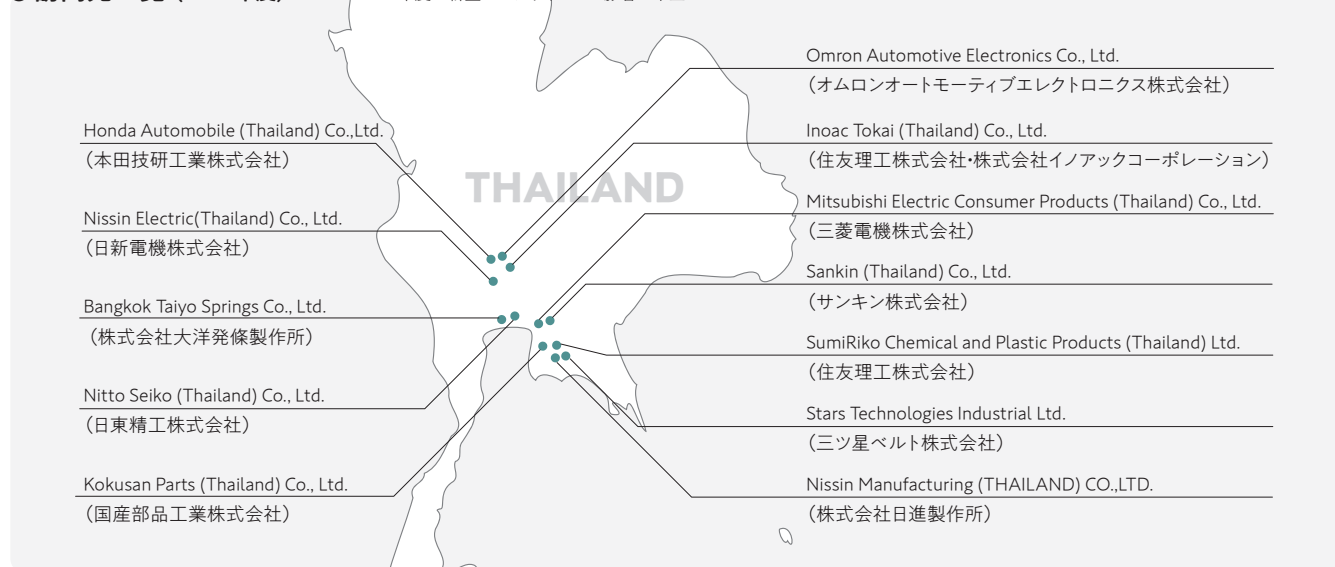 Honda Automobile (Thailand) Co.,Ltd.
(本田技研工業株式会社)
Nissin Electric(Thailand) Co., Ltd.
(日新電機株式会社)
Bangkok Taiyo Springs Co., Ltd.
(株式会社大洋発條製作所)
Nitto Seiko (Thailand) Co., Ltd.
(日東精工株式会社)
Kokusan Parts (Thailand) Co., Ltd.
(国産部品工業株式会社)
THAILAND
Omron Automotive Electronics Co., Ltd.
(オムロンオートモーティブエレクトロニクス株式会社)
Inoac Tokai (Thailand) Co., Ltd.
(住友理工株式会社・株式会社イノアックコーポレーション)
Mitsubishi Electric Consumer Products (Thailand) Co., Ltd.
(三菱電機株式会社)
Sankin (Thailand) Co., Ltd.
(サンキン株式会社)
SumiRiko Chemical and Plastic Products (Thailand) Ltd.
(住友理工株式会社)
Stars Technologies Industrial Ltd.
(三ツ星ベルト株式会社)
Nissin Manufacturing (THAILAND) CO.,LTD.
(株式会社日進製作所)